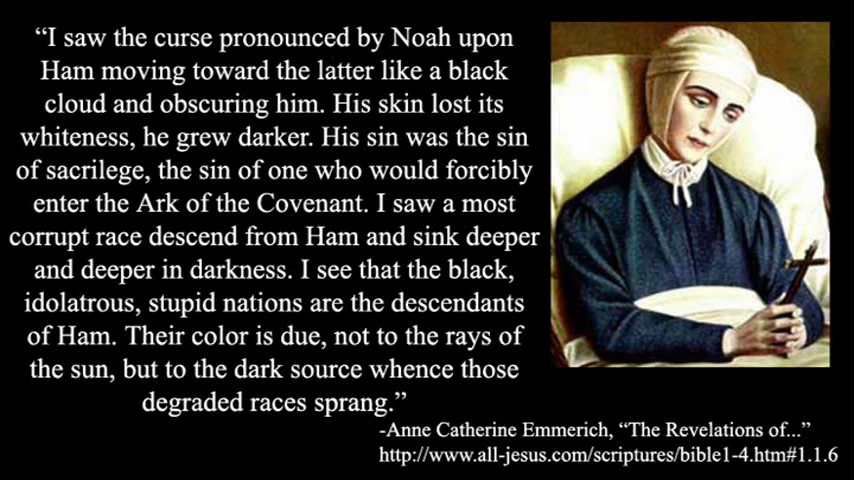 “I saw the curse pronounced by Noah upon
Ham moving toward the latter like a black
cloud and obscuring him. His skin lost its
whiteness, he grew darker. His sin was the sin
of sacrilege, the sin of one who would forcibly
enter the Ark of the Covenant. I saw a most
corrupt race descend from Ham and sink deeper
and deeper in darkness. I see that the black,
idolatrous, stupid nations are the descendants
of Ham. Their color is due, not to the rays of
the sun, but to the dark source whence those
degraded races sprang.”
-Anne Catherine Emmerich, “The Revelations of...”
http://www.all-jesus.com/scriptures/bible1-4.htm#1.1.6